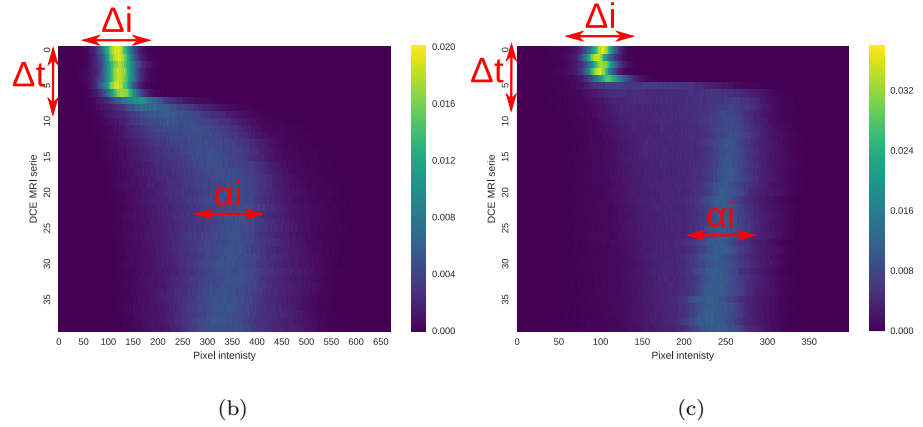 Δi
Δt
0
5
10
15
20
25
30
35
DCE MRI serie
αi
0 50 100 150 200 250 300 350 400 450 500 550 600 650
Pixel intenisty
0.020
0.016
0.012
0.008
0.004
0.000
(b)
Δi
Δt
0
5
10
15
20
25
30
35
DCE MRI serie
αi
0 50 100 150 200 250 300 350
Pixel intenisty
0.032
0.024
0.016
0.008
0.000
(c)